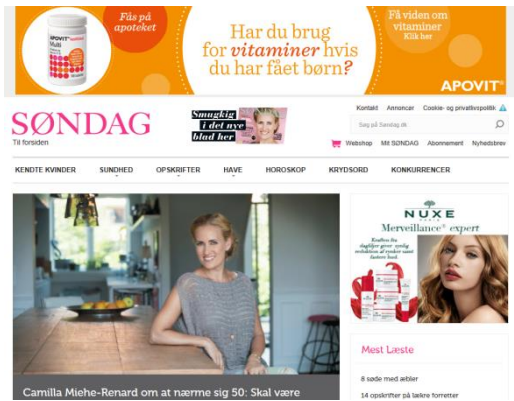 Fås på
apoteket
Har du brug
for vitaminer hvis
du har fået børn?
Få viden om
vitaminer
Klik her
APOVIT
Multi
APOVIT
SØNDAG
Til forsiden
Smugkig
i det nye
blad her
Kontakt Annoncer Cookie- og privatlivspolitik
Søg på Søndag.dk
Webshop Mit SØNDAG Abonnement Nyhedsbrev
KENDTE KVINDER SUNDHED OPSKRIFTER HAVE HOROSKOP KRYDSORD KONKURRENCER
NUXE
Merveillance® expert
Mest Læste
8 søde med æbler
14 opskrifter på lækre forretter
Camilla Miehe-Renard om at nærme sig 50: Skal være